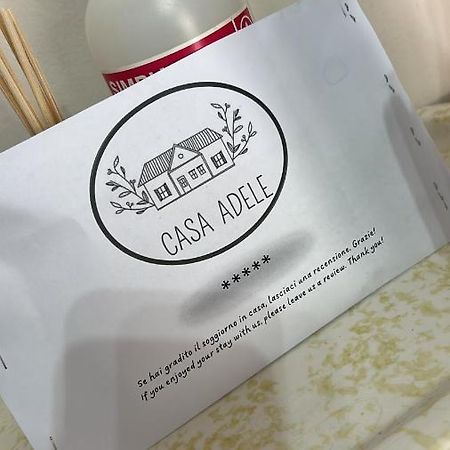 CASA ADELE
*****
Se hai gradito il soggiorno in casa, lasciaci una recensione. Grazie!
If you enjoyed your stay with us, please leave us a review. Thank you!